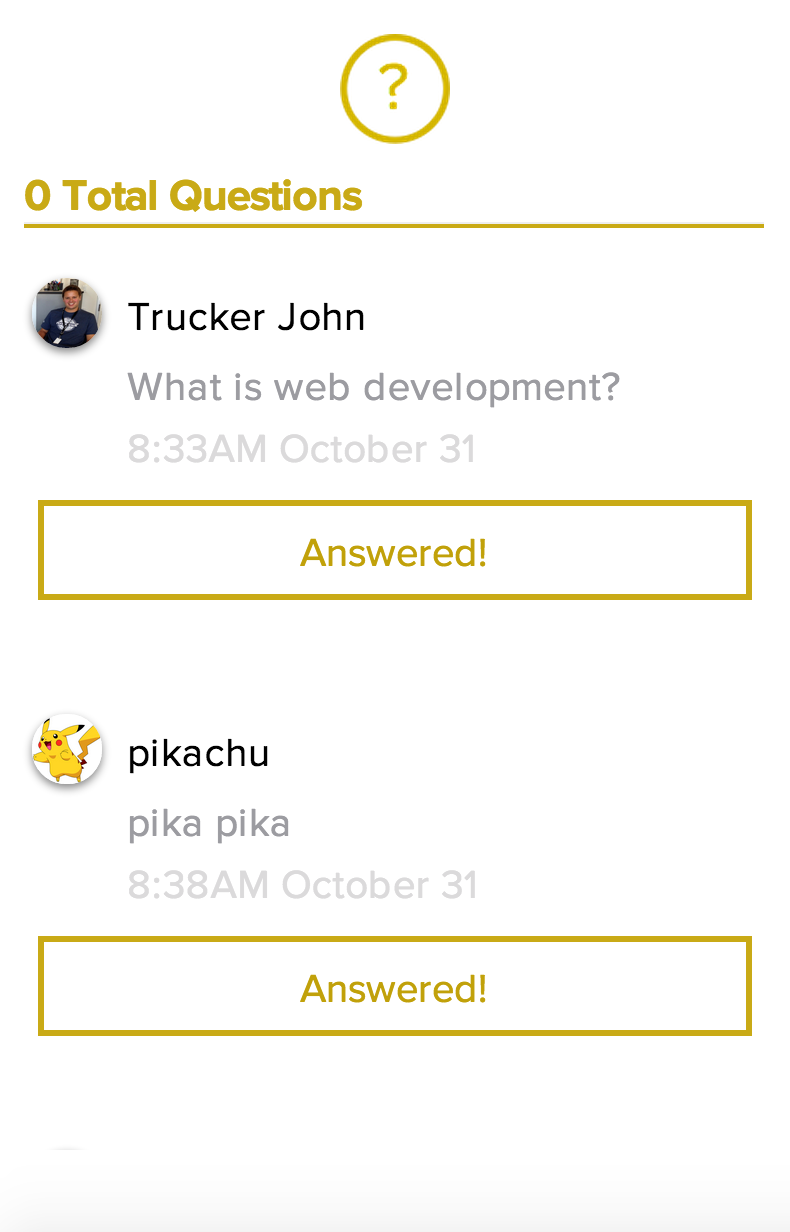 ?
0 Total Questions
Trucker John
What is web development?
8:33AM October 31
Answered!
pikachu
pika pika
8:38AM October 31
Answered!